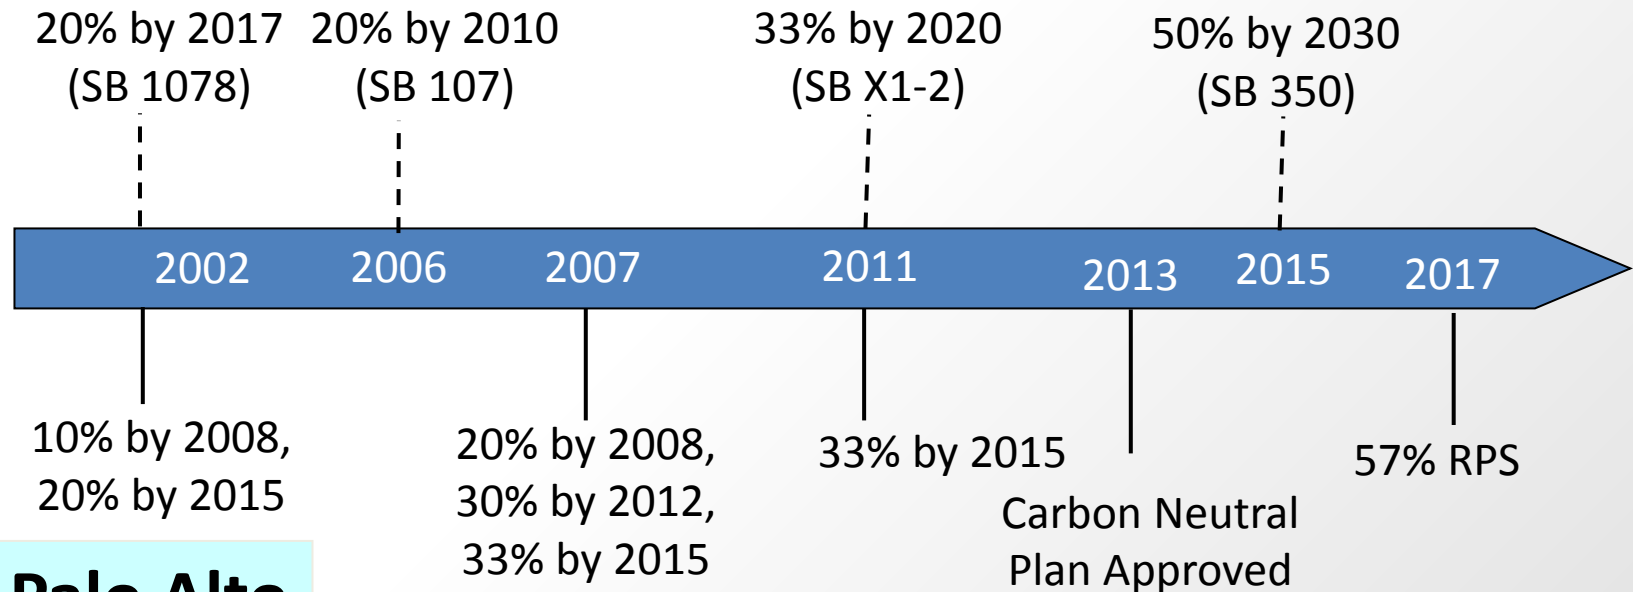 20% by 2017
(SB 1078)
20% by 2010
(SB 107)
33% by 2020
(SB X1-2)
50% by 2030
(SB 350)
2002
2006
2007
2011
2013
2015
2017
10% by 2008,
20% by 2015
20% by 2008,
30% by 2012,
33% by 2015
33% by 2015
Carbon Neutral
Plan Approved
57% RPS
Palo Alto